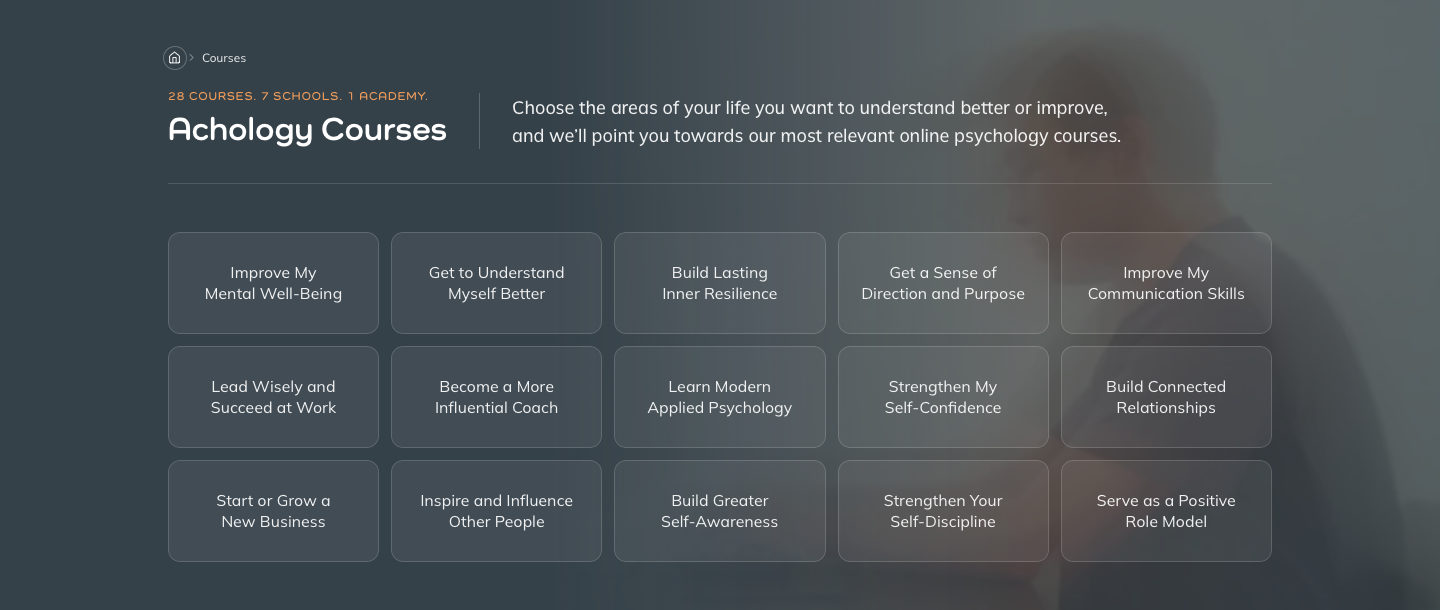 Courses
28 COURSES. 7 SCHOOLS. 1 ACADEMY.
Achology Courses
Choose the areas of your life you want to understand better or improve,
and we’ll point you towards our most relevant online psychology courses.
Improve My
Mental Well-Being
Get to Understand
Myself Better
Build Lasting
Inner Resilience
Get a Sense of
Direction and Purpose
Improve My
Communication Skills
Lead Wisely and
Succeed at Work
Become a More
Influential Coach
Learn Modern
Applied Psychology
Strengthen My
Self-Confidence
Build Connected
Relationships
Start or Grow a
New Business
Inspire and Influence
Other People
Build Greater
Self-Awareness
Strengthen Your
Self-Discipline
Serve as a Positive
Role Model